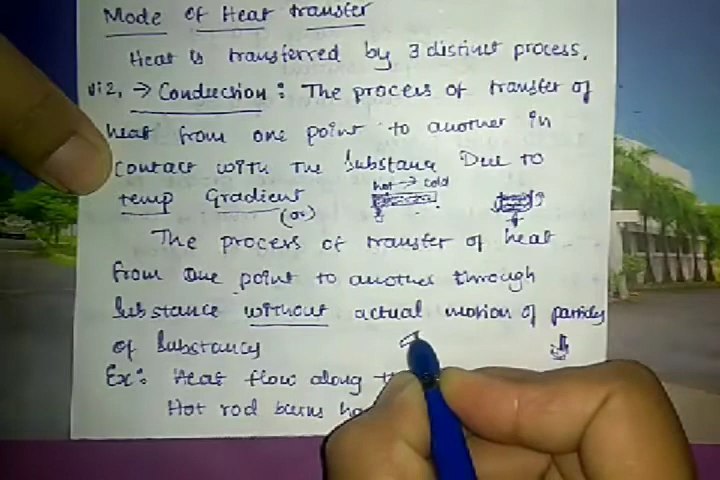 Mode of Heat transfer
Heat is transferred by 3 distinct process.
viz, → Conduction: The process of transfer of
heat from one point to another in
contact with the Substance Due to
hot → cold
temp Gradient
(or)
The process of transfer of heat
from one point to another through
Substance without actual motion of particles
of Substances
Ex: Heat flow along
Hot rod burns